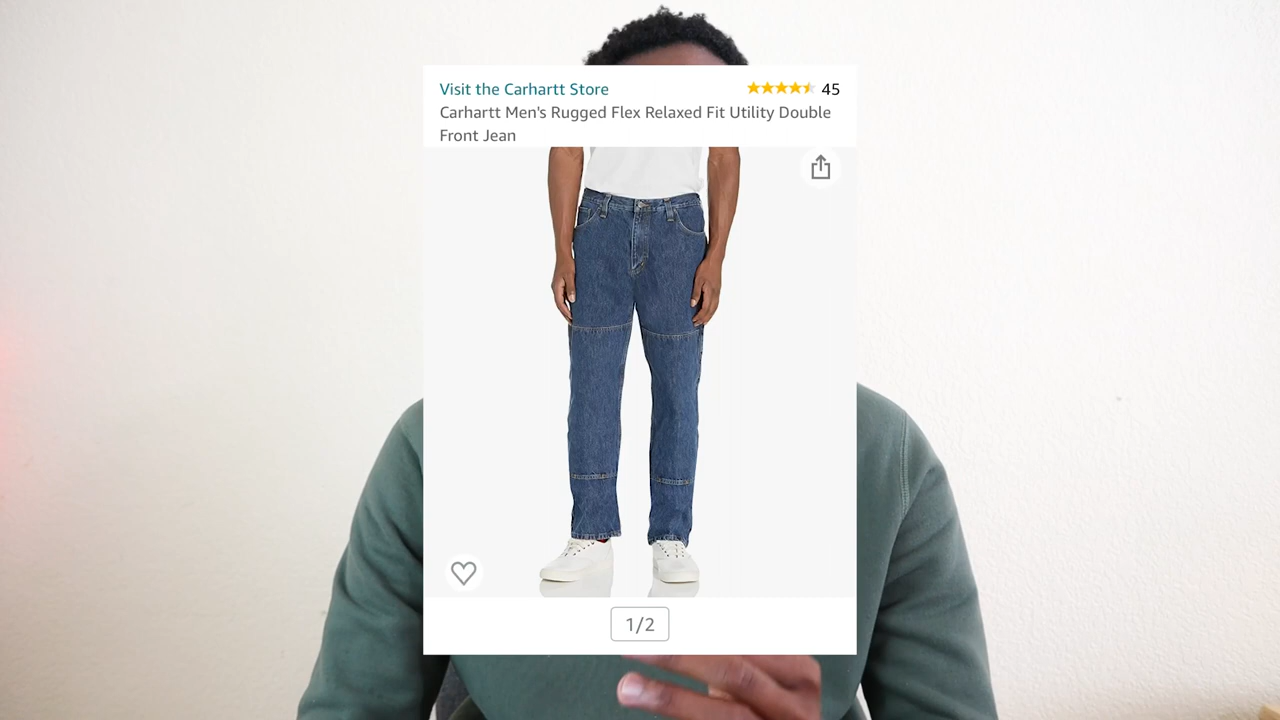 Visit the Carhartt Store
45
Carhartt Men's Rugged Flex Relaxed Fit Utility Double
Front Jean
1/2